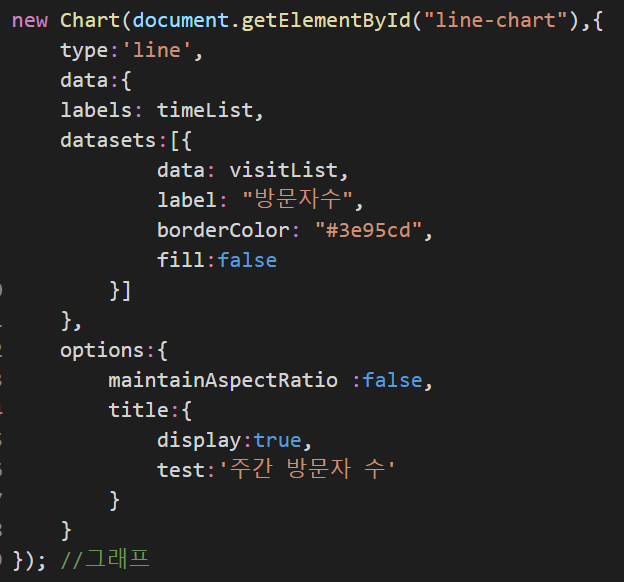 new Chart(document.getElementById("line-chart"),{
    type:'line',
    data:{
    labels: timeList,
    datasets:[{
            data: visitList,
            label: "방문자수",
            borderColor: "#3e95cd",
            fill:false
        }]
    },
    options:{
        maintainAspectRatio :false,
        title:{
            display:true,
            test:'주간 방문자 수'
        }
    }
}); //그래프